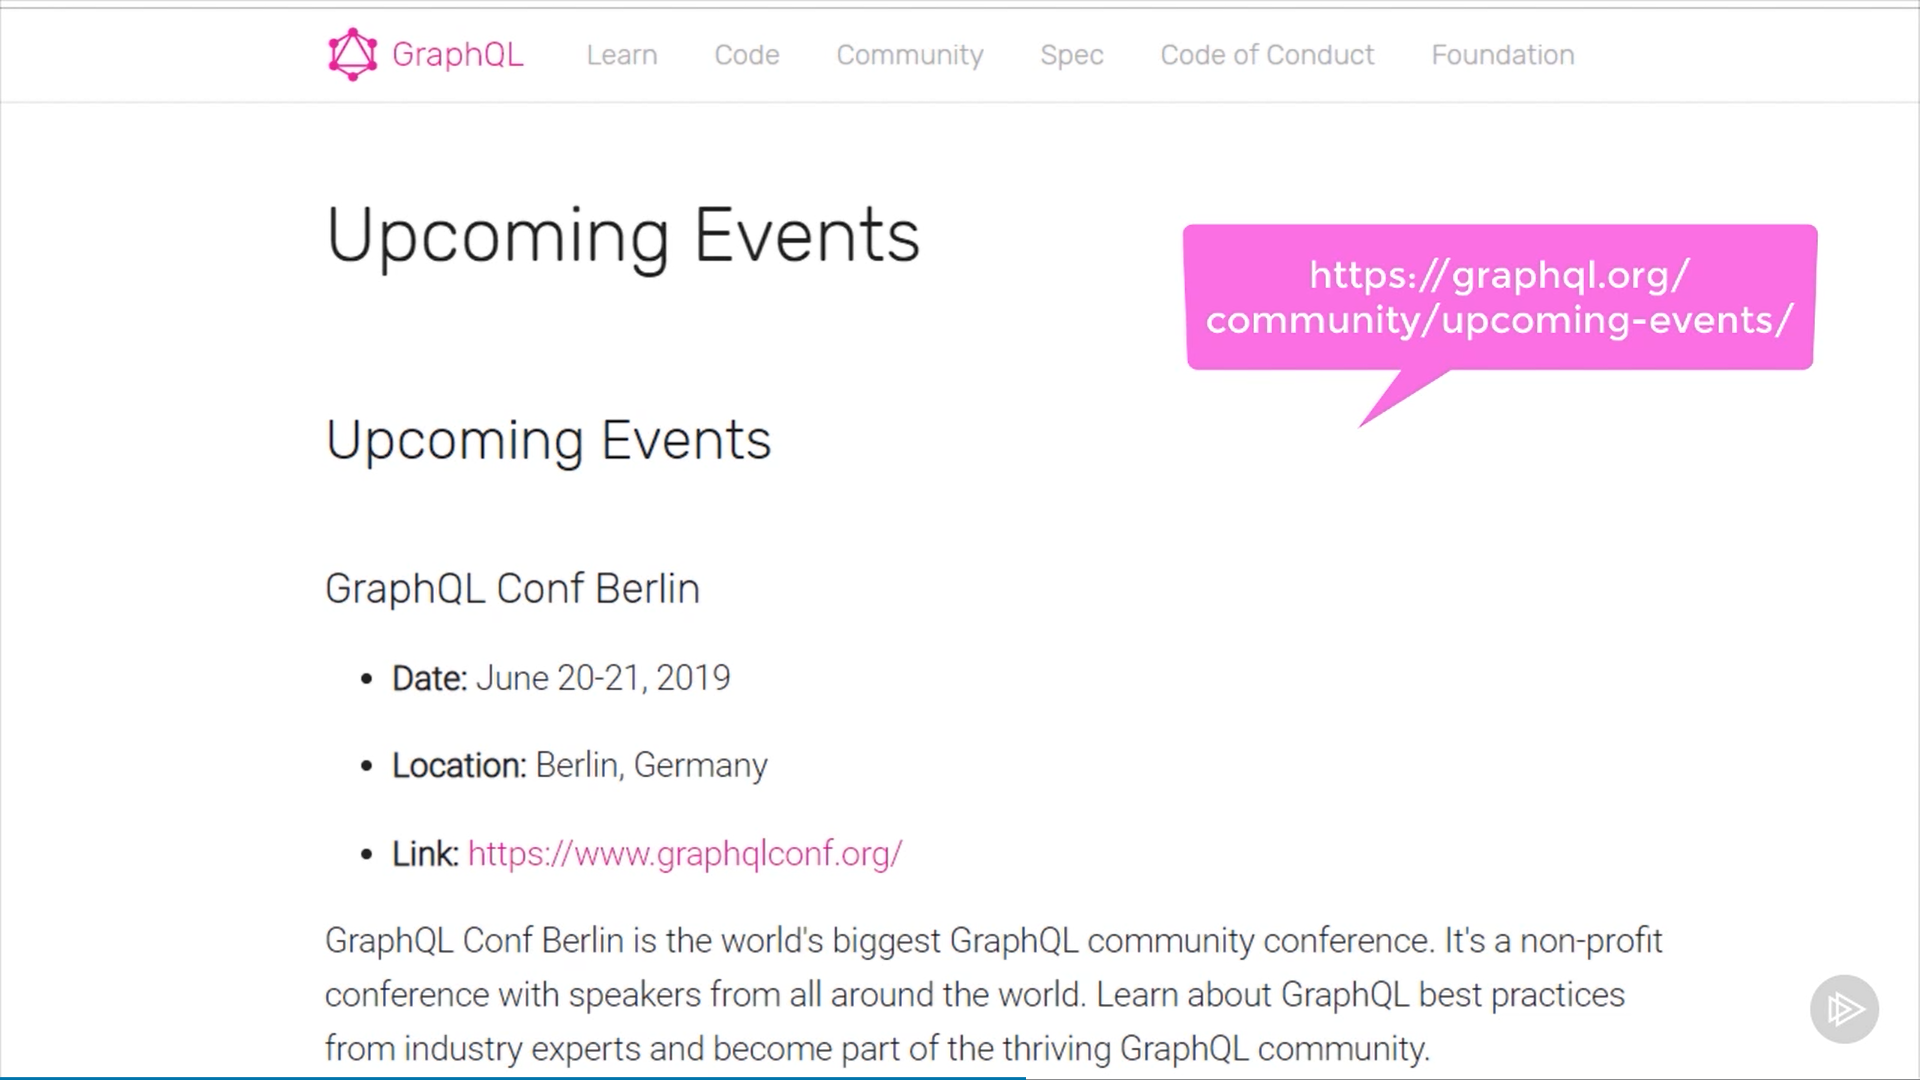 GraphQL Learn Code Community Spec Code of Conduct Foundation
Upcoming Events
https://graphql.org/
community/upcoming-events/
Upcoming Events
GraphQL Conf Berlin
Date: June 20-21, 2019
Location: Berlin, Germany
Link: https://www.graphqlconf.org/
GraphQL Conf Berlin is the world's biggest GraphQL community conference. It's a non-profit
conference with speakers from all around the world. Learn about GraphQL best practices
from industry experts and become part of the thriving GraphQL community.